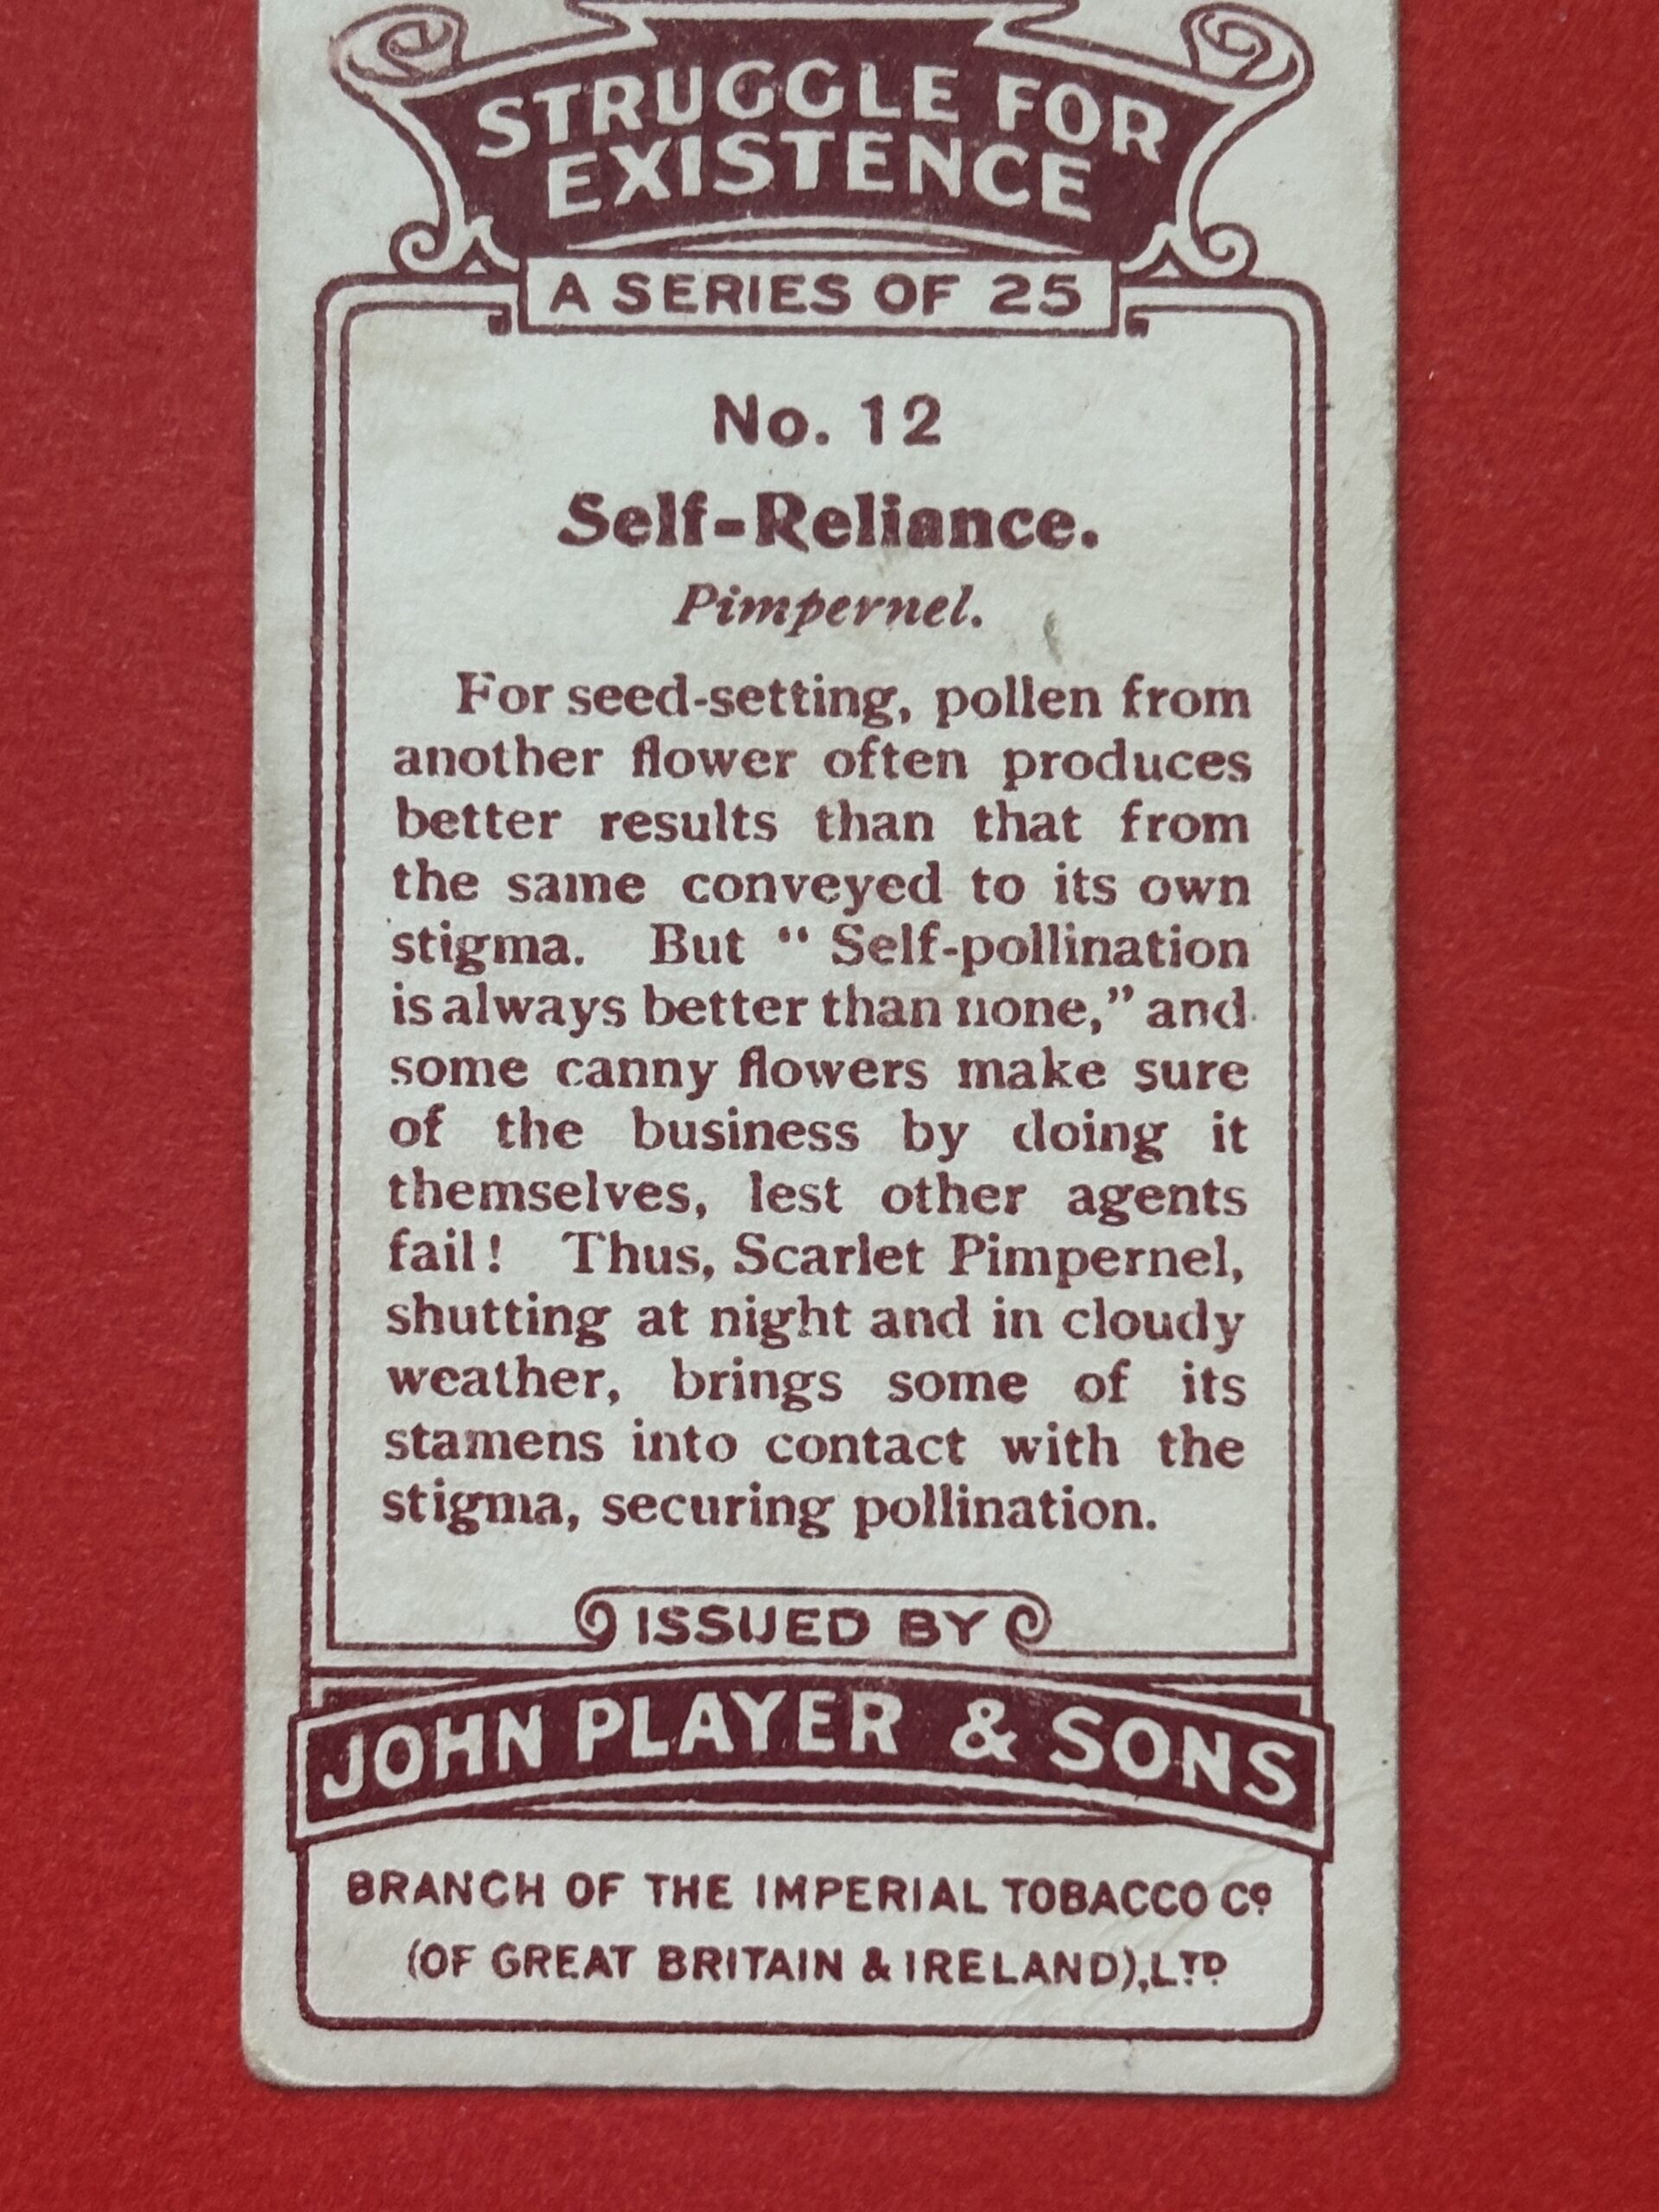 STRUGGLE FOR
EXISTENCE
A SERIES OF 25
No. 12
Self-Reliance.
Pimpernel.
For seed-setting, pollen from
another flower often produces
better results than that from
the same conveyed to its own
stigma. But “ Self-pollination
is always better than none,” and
some canny flowers make sure
of the business by doing it
themselves, lest other agents
fail! Thus, Scarlet Pimpernel,
shutting at night and in cloudy
weather, brings some of its
stamens into contact with the
stigma, securing pollination.
ISSUED BY
JOHN PLAYER & SONS
BRANCH OF THE IMPERIAL TOBACCO Co
(OF GREAT BRITAIN & IRELAND), LTD